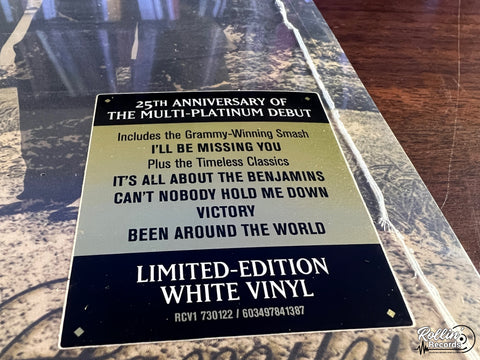 25TH ANNIVERSARY OF
THE MULTI-PLATINUM DEBUT
Includes the Grammy-Winning Smash
I'LL BE MISSING YOU
Plus the Timeless Classics
IT'S ALL ABOUT THE BENJAMINS
CAN'T NOBODY HOLD ME DOWN
VICTORY
BEEN AROUND THE WORLD
LIMITED-EDITION
WHITE VINYL
RCV1 730122 / 603497841387
Rollin'
Records